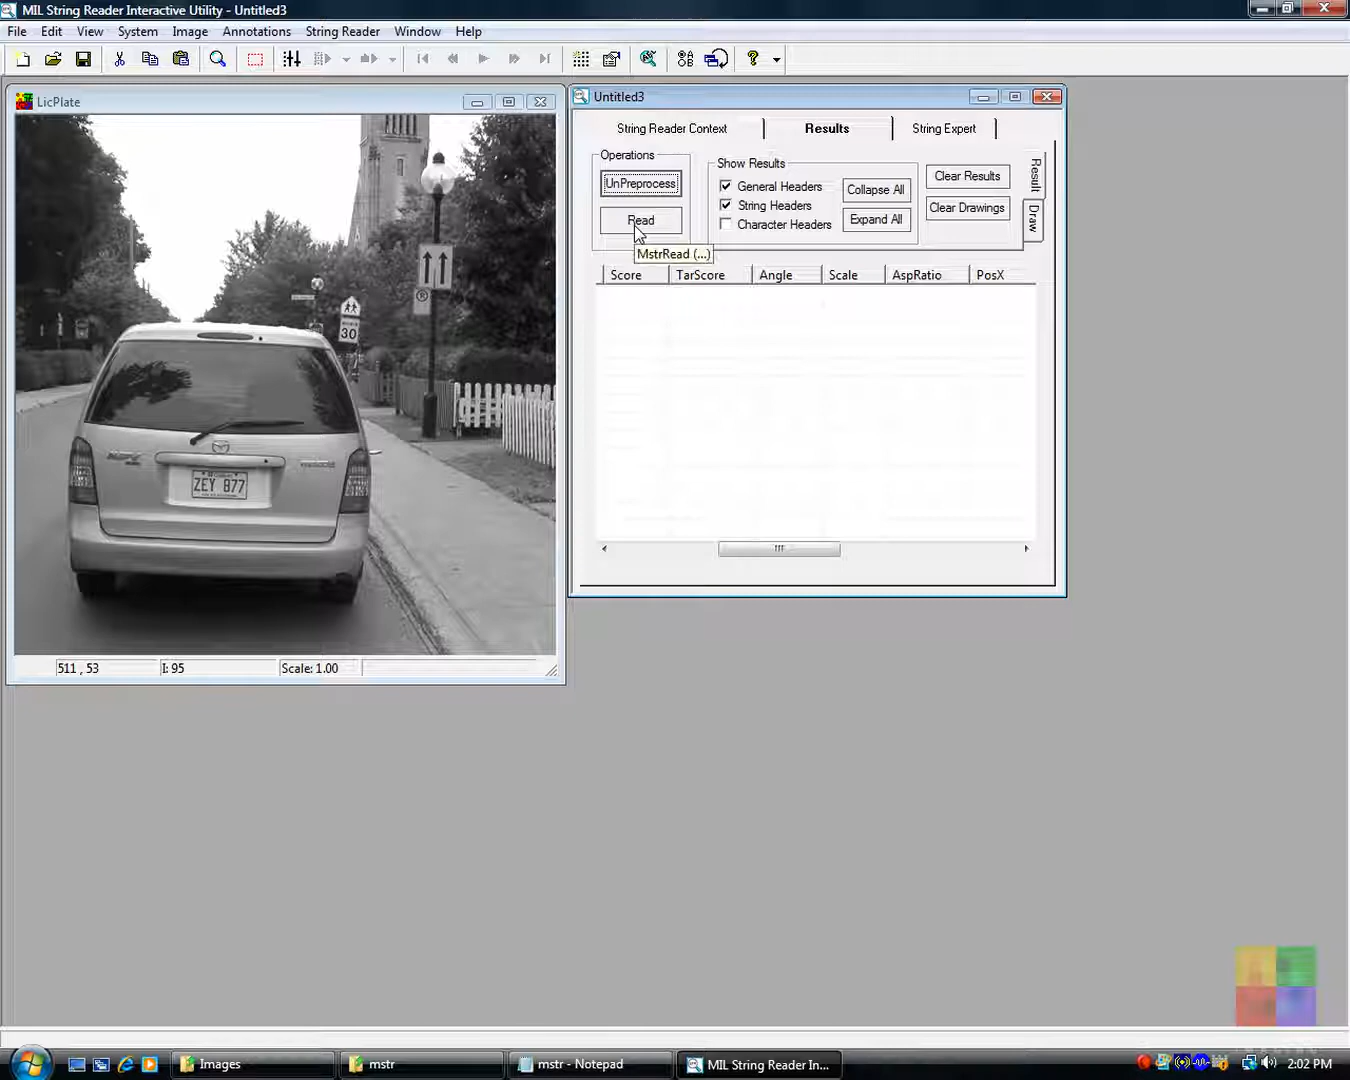 MIL String Reader Interactive Utility - Untitled3
File Edit View System Image Annotations String Reader Window Help
LicPlate
30
ZEY 877
511 , 53 I: 95 Scale: 1.00
Untitled3
String Reader Context Results String Expert
Operations
UnPreprocess
Read
MstrRead (...)
Show Results
General Headers
String Headers
Character Headers
Collapse All
Expand All
Clear Results
Clear Drawings
Result
Draw
Score TarScore Angle Scale AspRatio PosX
Images mstr mstr - Notepad MIL String Reader In... 2:02 PM